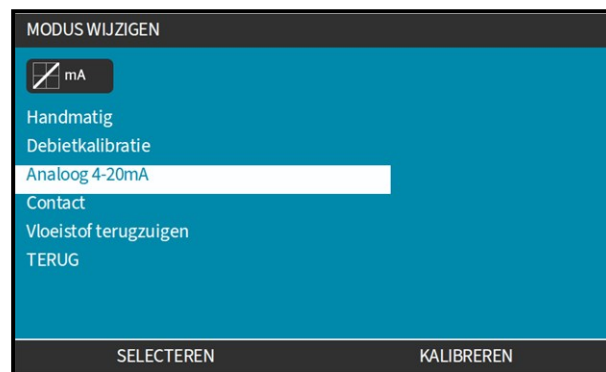 MODUS WIJZIGEN
mA
Handmatig
Debietkalibratie
Analoog 4-20mA
Contact
Vloeistof terugzuigen
TERUG
SELECTEREN KALIBREREN